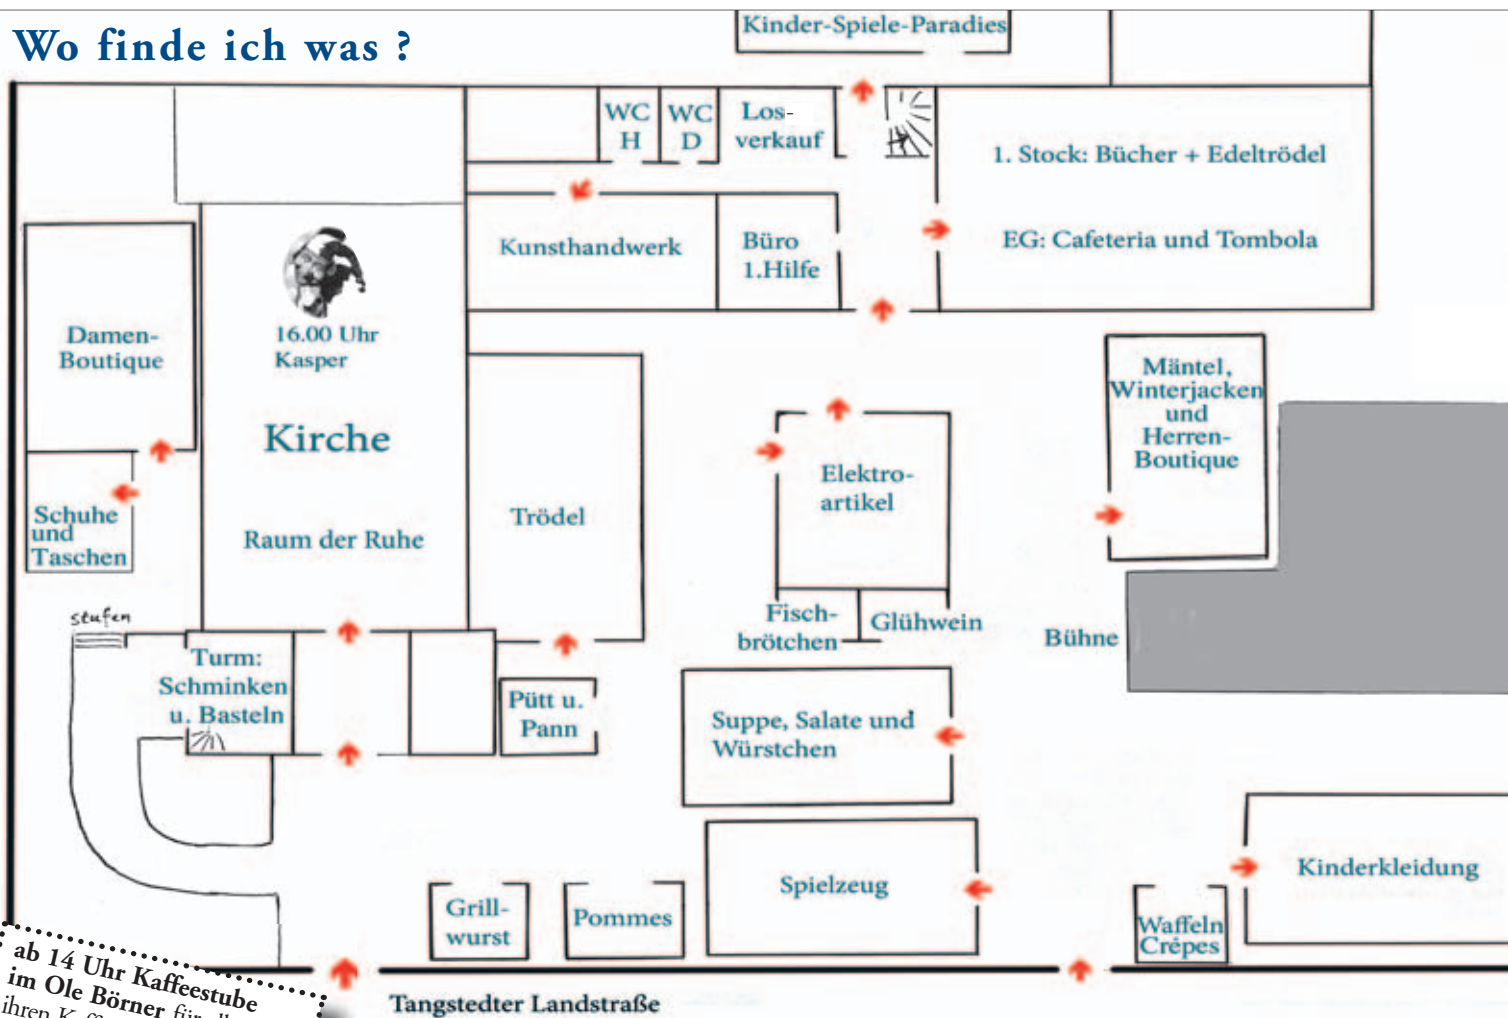 Wo finde ich was ?
Kinder-Spiele-Paradies
WC
H
WC
D
Los-
verkauf
1. Stock: Bücher + Edeltrödel
EG: Cafeteria und Tombola
Kunsthandwerk
Büro
1.Hilfe
Damen-
Boutique
16.00 Uhr
Kasper
Kirche
Raum der Ruhe
Schuhe
und
Taschen
Trödel
Elektro-
artikel
Mäntel,
Winterjacken
und
Herren-
Boutique
Fisch-
brötchen
Glühwein
Bühne
stufen
Turm:
Schminken
u. Basteln
Pütt u.
Pann
Suppe, Salate und
Würstchen
Spielzeug
Kinderkleidung
Grill-
wurst
Pommes
Waffeln
Crêpes
ab 14 Uhr Kaffeestube
im Ole Börner für
ihren
Tangstedter Landstraße